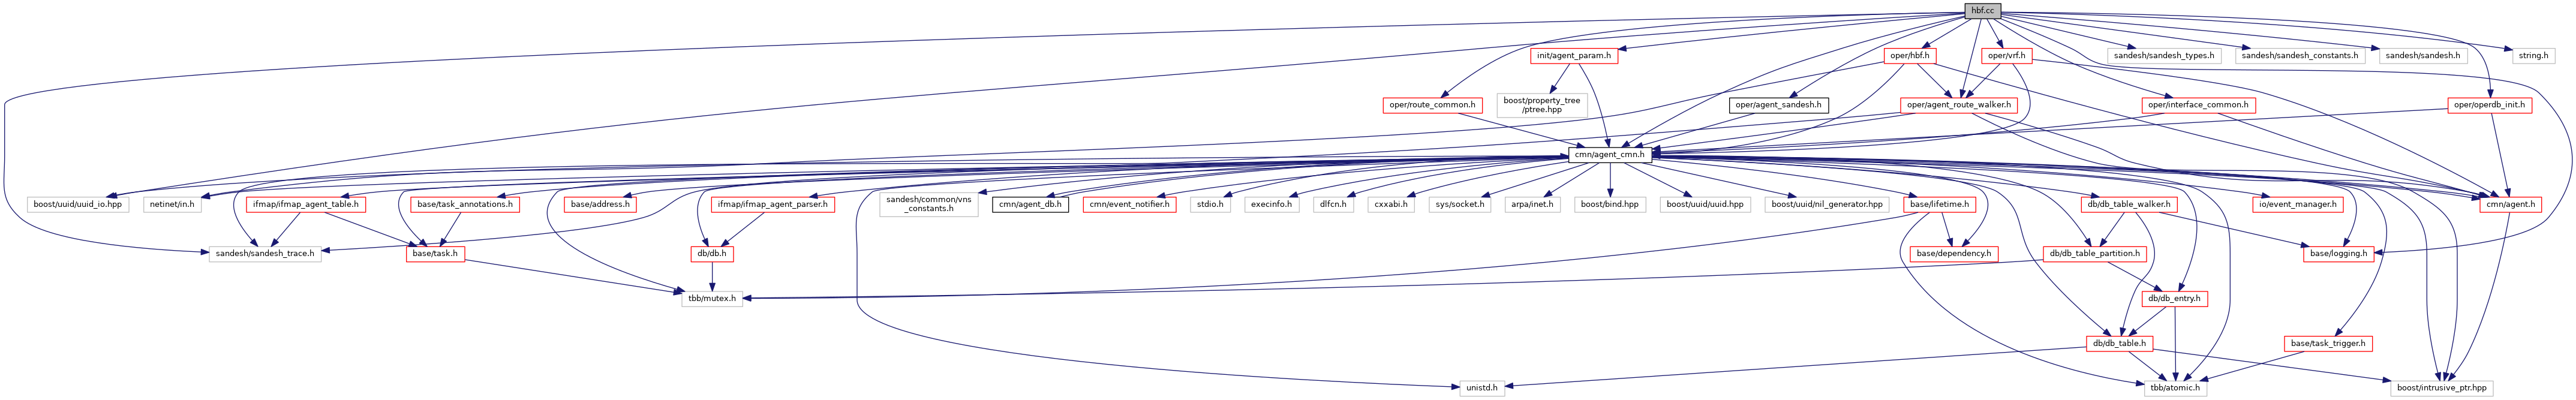 hbf.cc
init/agent_param.h
oper/hbf.h
oper/vrf.h
sandesh/sandesh_types.h
sandesh/sandesh_constants.h
sandesh/sandesh.h
string.h
boost/property_tree
/ptree.hpp
oper/route_common.h
oper/agent_sandesh.h
oper/agent_route_walker.h
oper/interface_common.h
oper/operdb_init.h
cmn/agent_cmn.h
boost/uuid/uuid_io.hpp
netinet/in.h
ifmap/ifmap_agent_table.h
base/task_annotations.h
base/address.h
ifmap/ifmap_agent_parser.h
sandesh/common/vns
_constants.h
cmn/agent_db.h
cmn/event_notifier.h
stdio.h
execinfo.h
dlfcn.h
cxxabi.h
sys/socket.h
arpa/inet.h
boost/bind.hpp
boost/uuid/uuid.hpp
boost/uuid/nil_generator.hpp
base/lifetime.h
db/db_table_walker.h
io/event_manager.h
cmn/agent.h
sandesh/sandesh_trace.h
base/task.h
db/db.h
base/dependency.h
db/db_table_partition.h
base/logging.h
tbb/mutex.h
db/db_entry.h
db/db_table.h
base/task_trigger.h
unistd.h
tbb/atomic.h
boost/intrusive_ptr.hpp